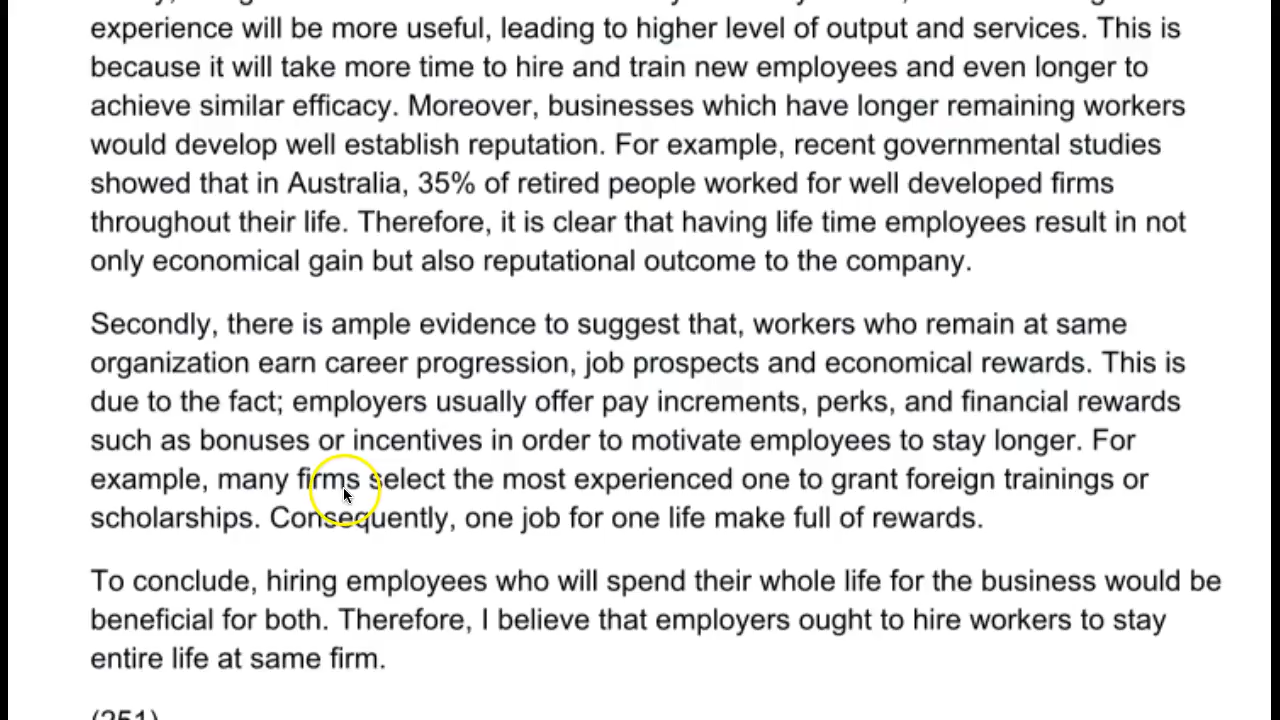 experience will be more useful, leading to higher level of output and services. This is
because it will take more time to hire and train new employees and even longer to
achieve similar efficacy. Moreover, businesses which have longer remaining workers
would develop well establish reputation. For example, recent governmental studies
showed that in Australia, 35% of retired people worked for well developed firms
throughout their life. Therefore, it is clear that having life time employees result in not
only economical gain but also reputational outcome to the company.
Secondly, there is ample evidence to suggest that, workers who remain at same
organization earn career progression, job prospects and economical rewards. This is
due to the fact; employers usually offer pay increments, perks, and financial rewards
such as bonuses or incentives in order to motivate employees to stay longer. For
example, many firms select the most experienced one to grant foreign trainings or
scholarships. Consequently, one job for one life make full of rewards.
To conclude, hiring employees who will spend their whole life for the business would be
beneficial for both. Therefore, I believe that employers ought to hire workers to stay
entire life at same firm.
(251)